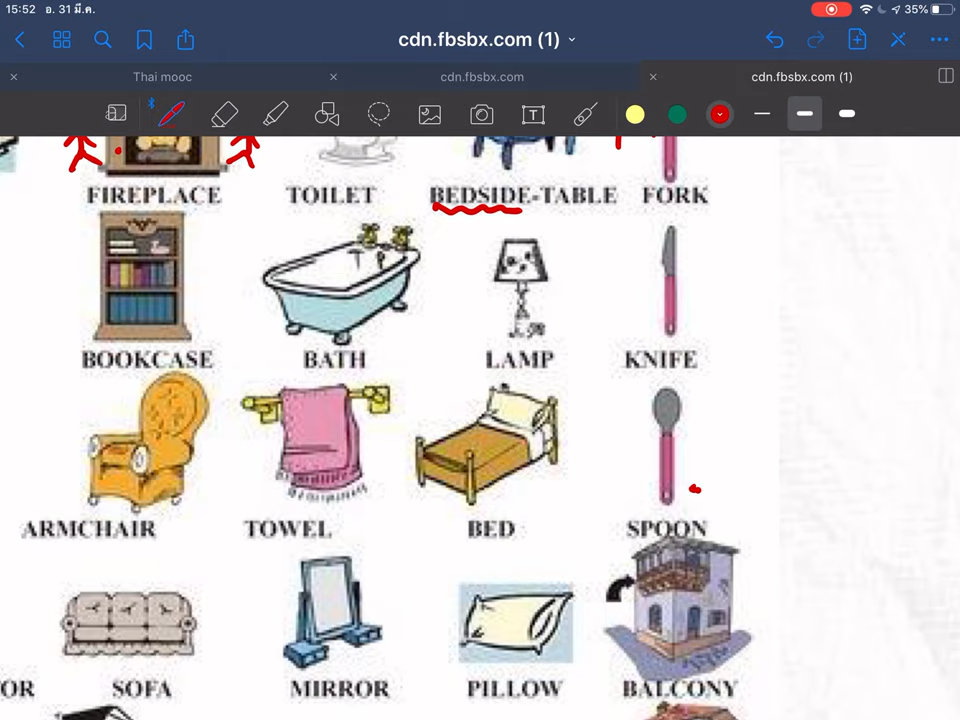 15:52 อ. 31 มี.ค.
35%
cdn.fbsbx.com (1)
Thai mooc
cdn.fbsbx.com
cdn.fbsbx.com (1)
FIREPLACE TOILET BEDSIDE-TABLE FORK
BOOKCASE BATH LAMP KNIFE
ARMCHAIR TOWEL BED SPOON
OR SOFA MIRROR PILLOW BALCONY